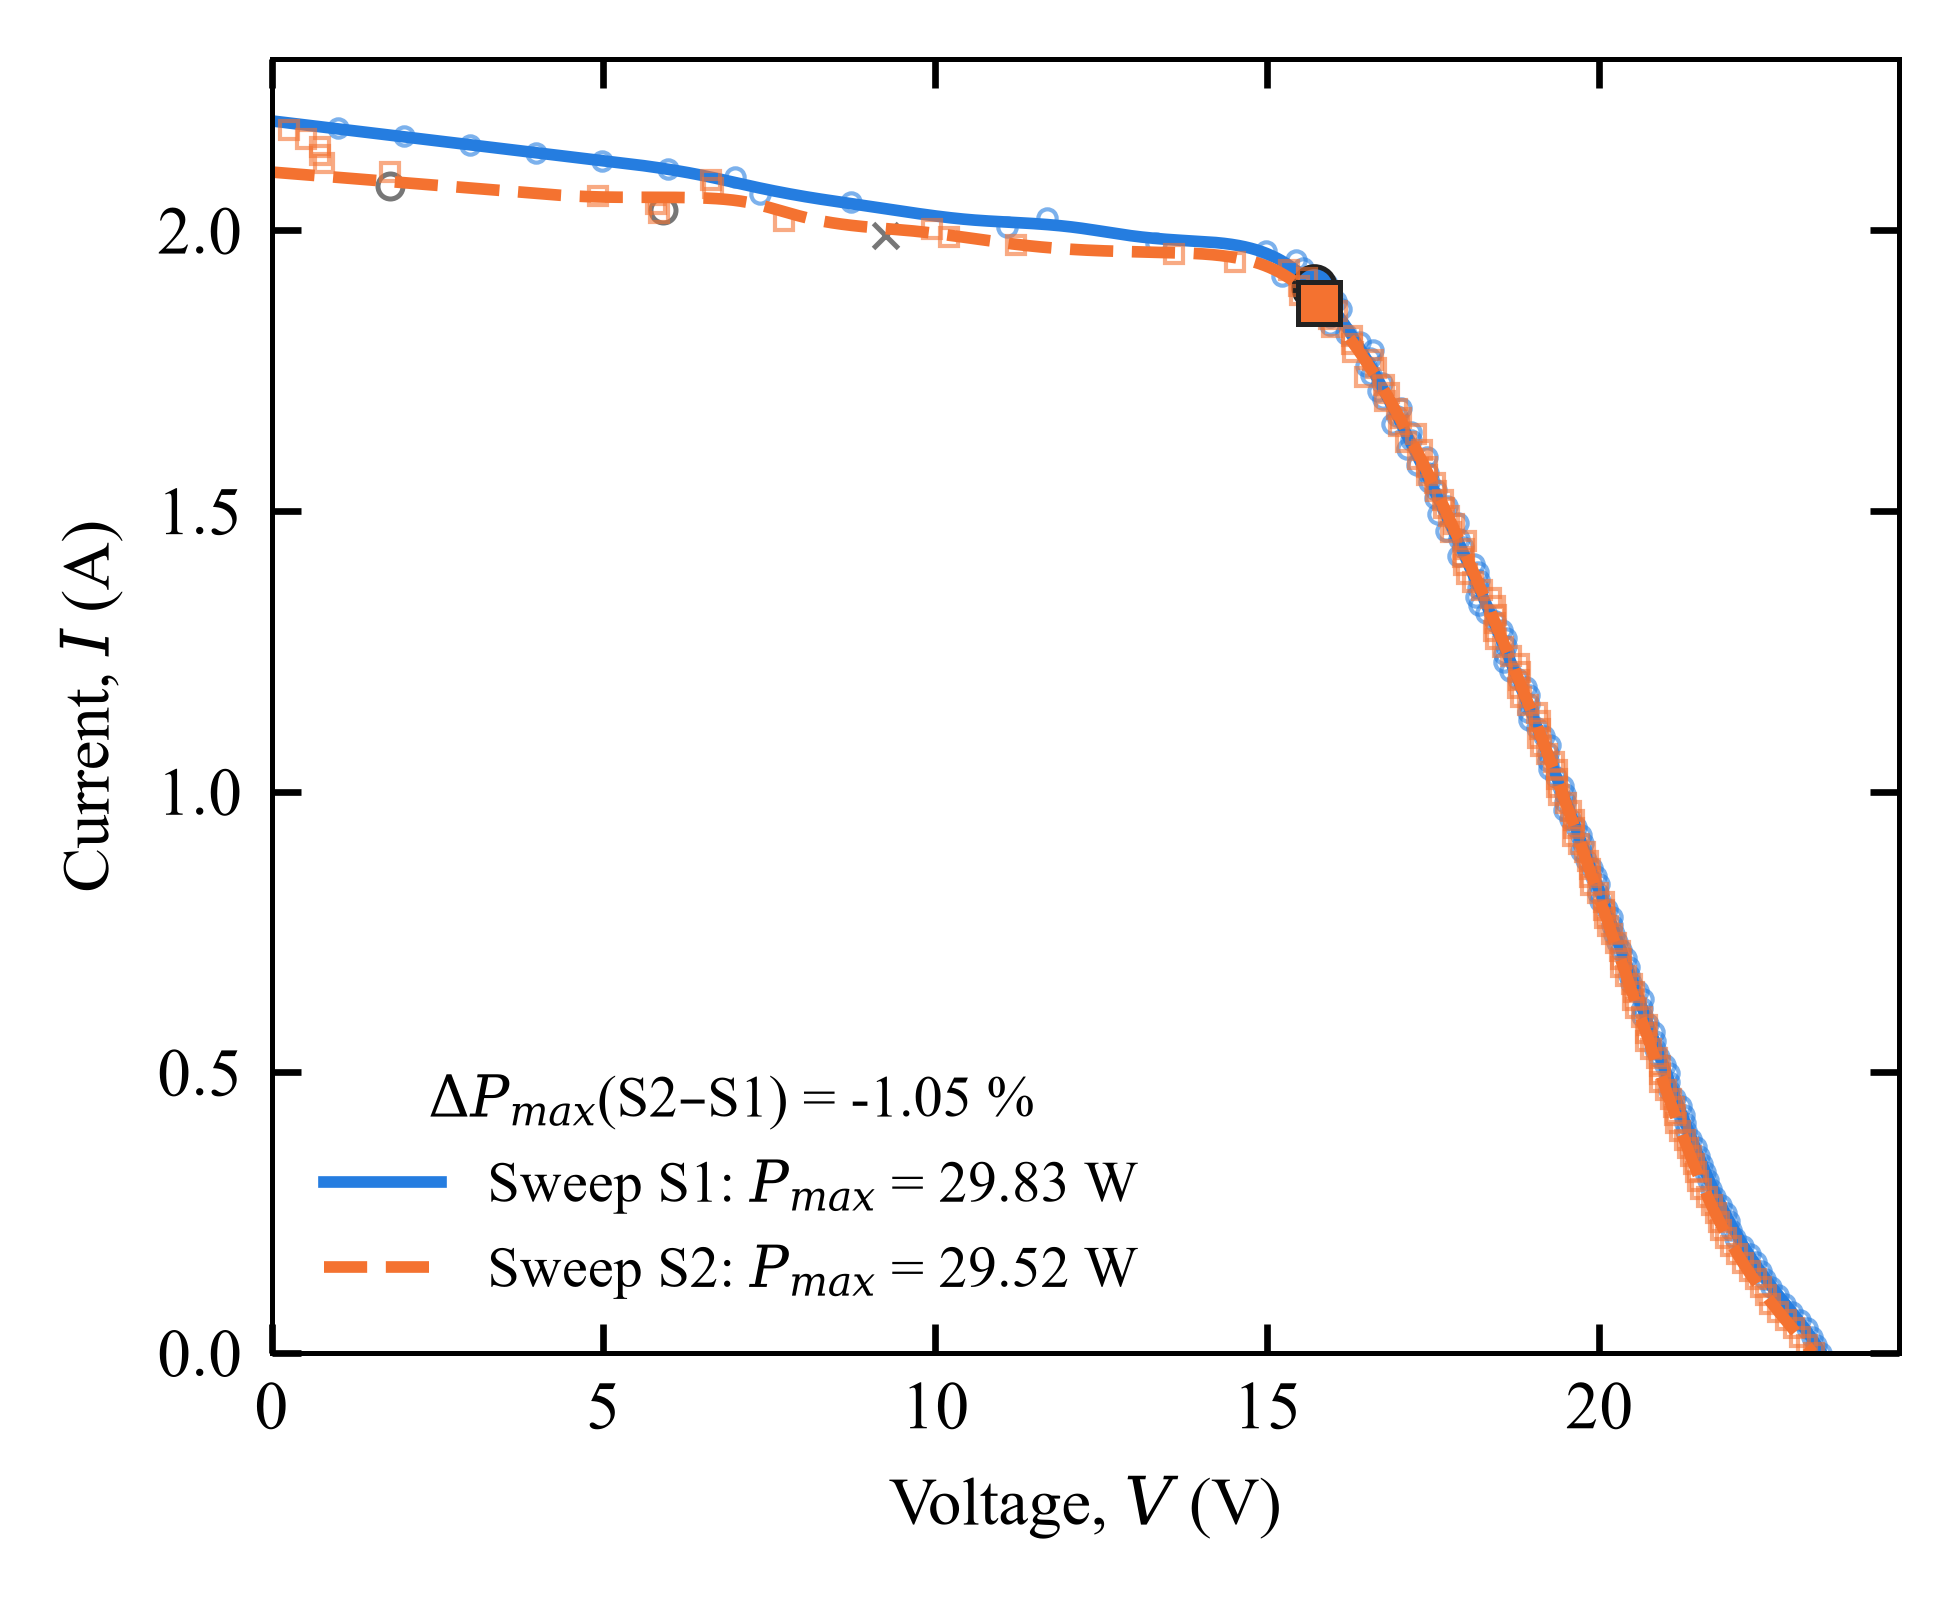 2.0
1.5
1.0
0.5
0.0
Current, I (A)
ΔPmax(S2−S1) = -1.05 %
Sweep S1: Pmax = 29.83 W
Sweep S2: Pmax = 29.52 W
0 5 10 15 20
Voltage, V (V)